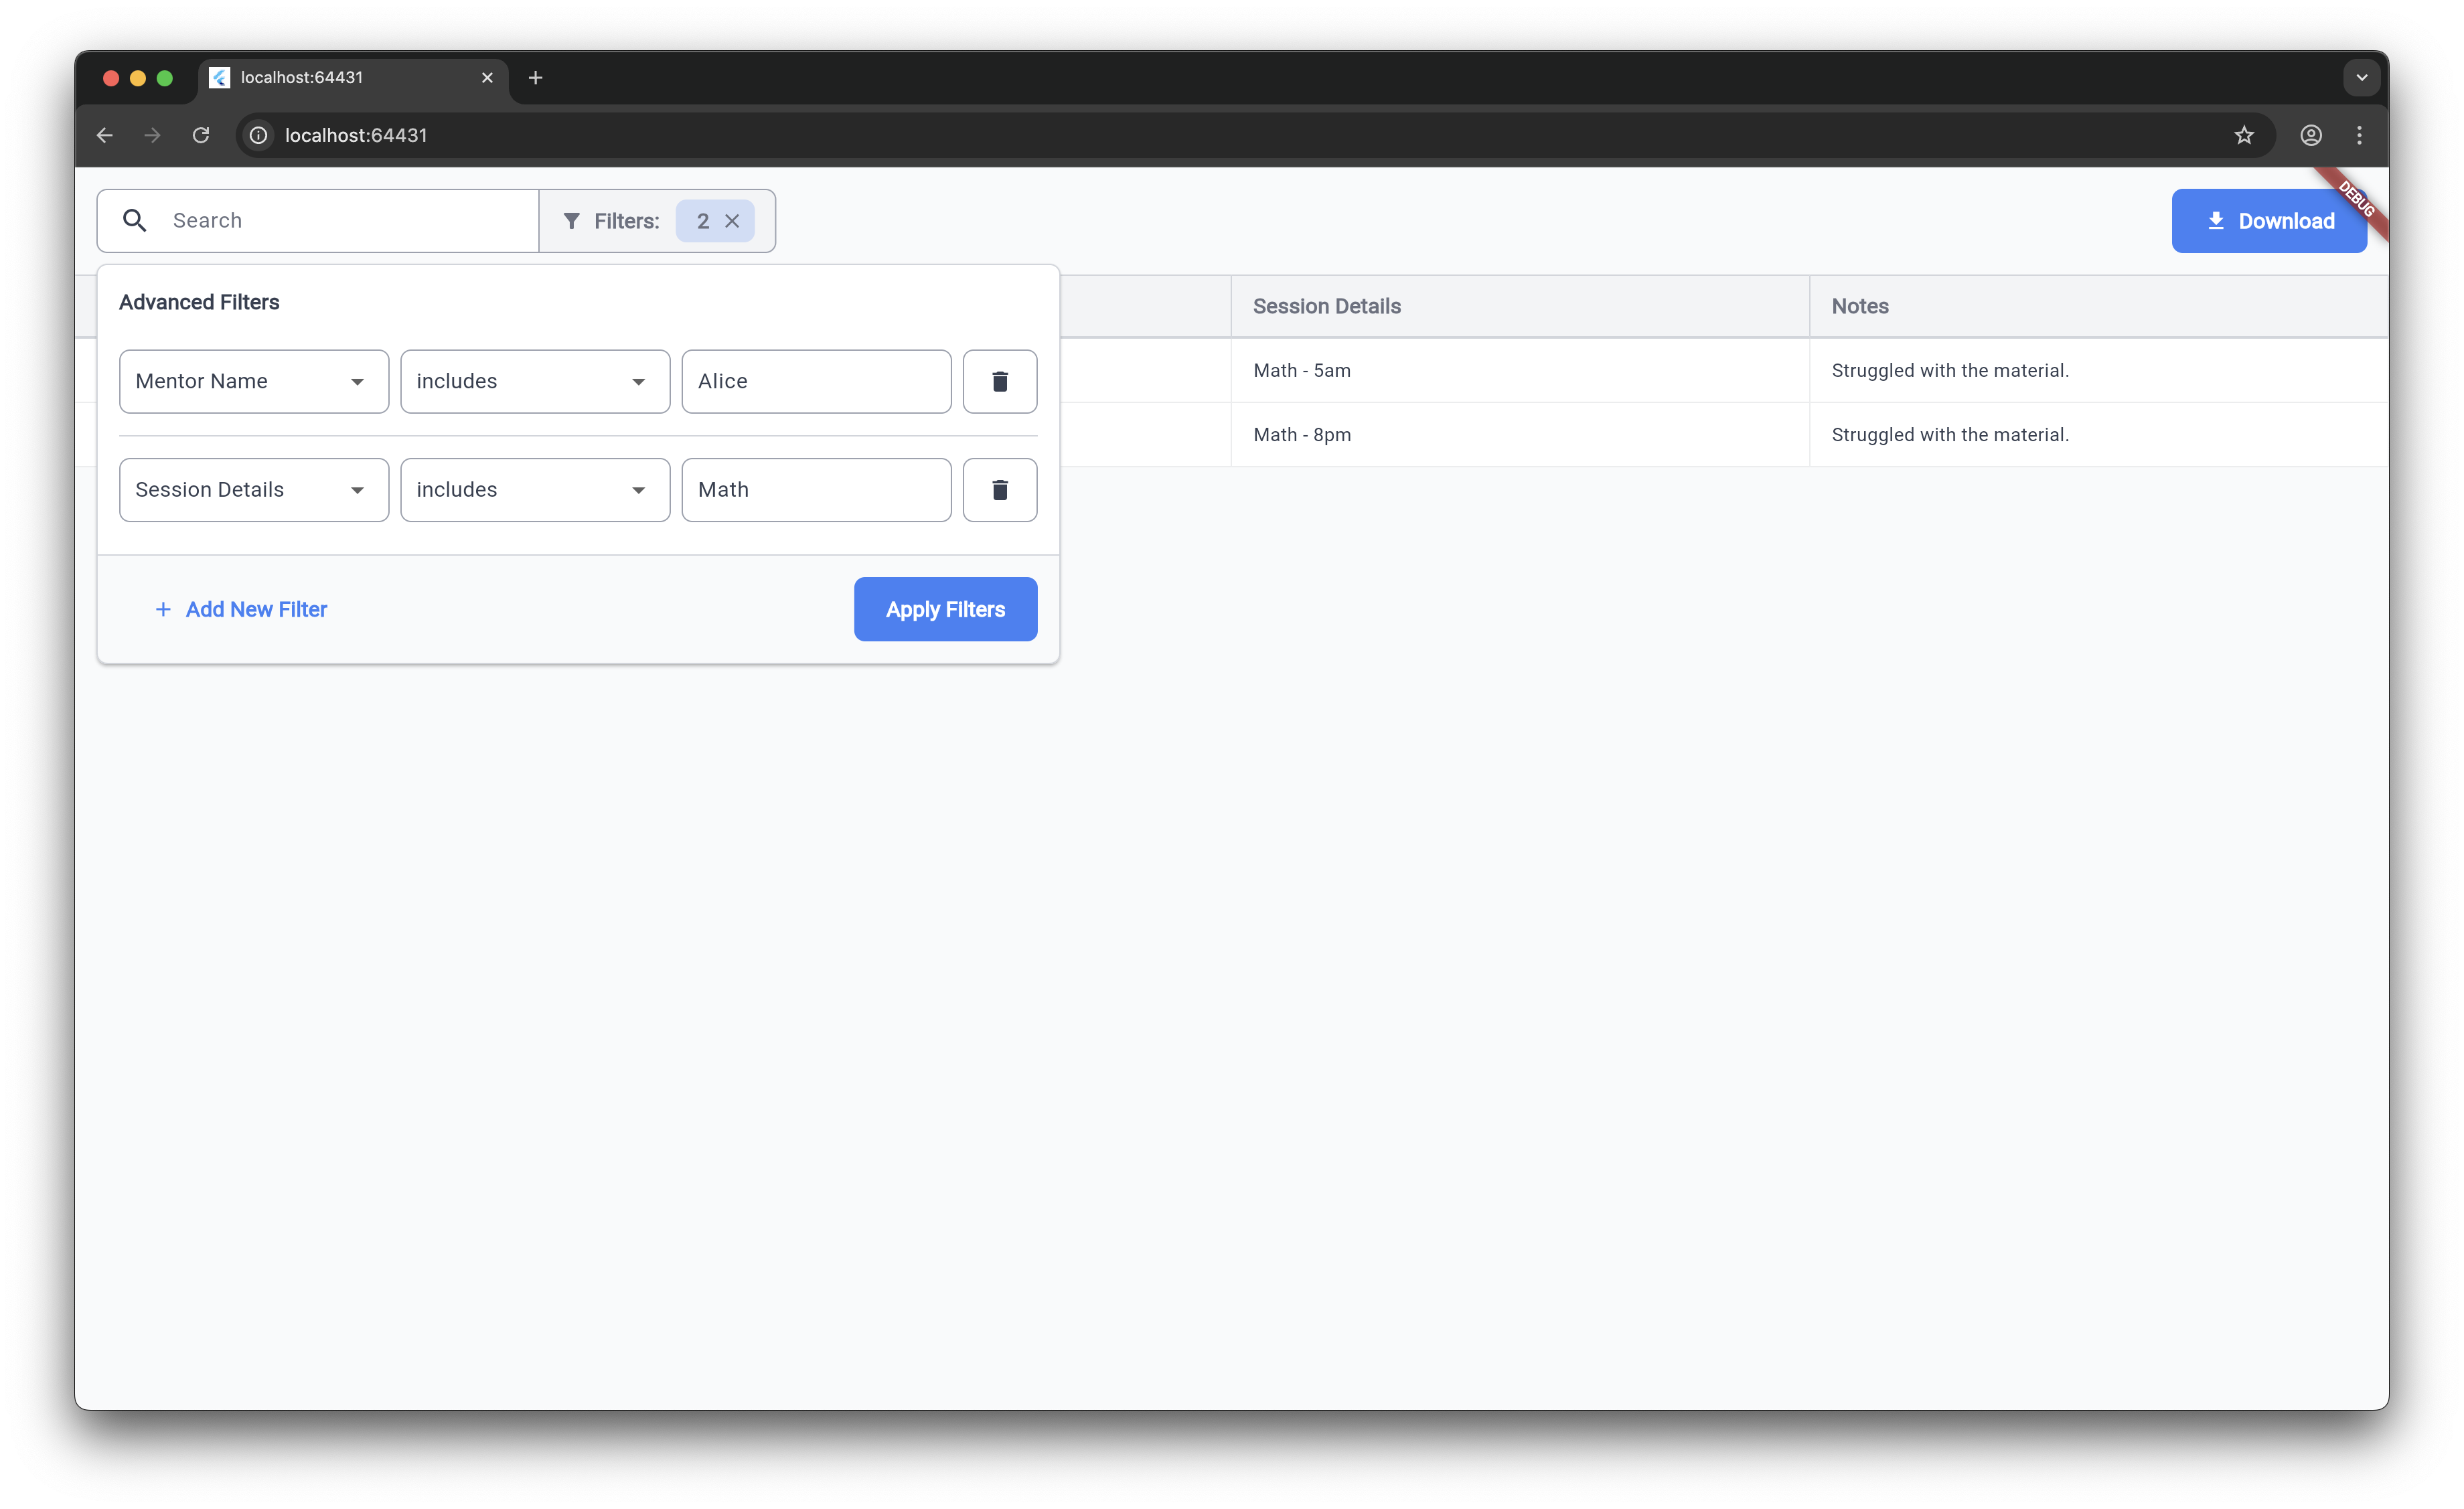 localhost:64431
localhost:64431
DEBUG
Search
Filters: 2
Download
Advanced Filters
Session Details
Notes
Mentor Name
includes
Alice
Math - 5am
Struggled with the material.
Math - 8pm
Struggled with the material.
Session Details
includes
Math
Add New Filter
Apply Filters